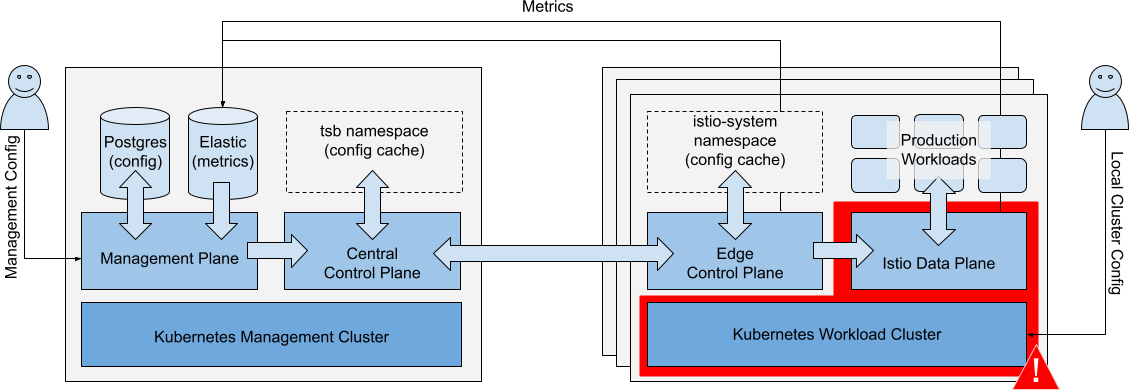 Metrics
Management Config
Postgres
(config)
Elastic
(metrics)
tsb namespace
(config cache)
Management Plane
Central
Control Plane
Kubernetes Management Cluster
istio-system
namespace
(config cache)
Production
Workloads
Edge
Control Plane
Istio Data Plane
Kubernetes Workload Cluster
!
Local Cluster Config